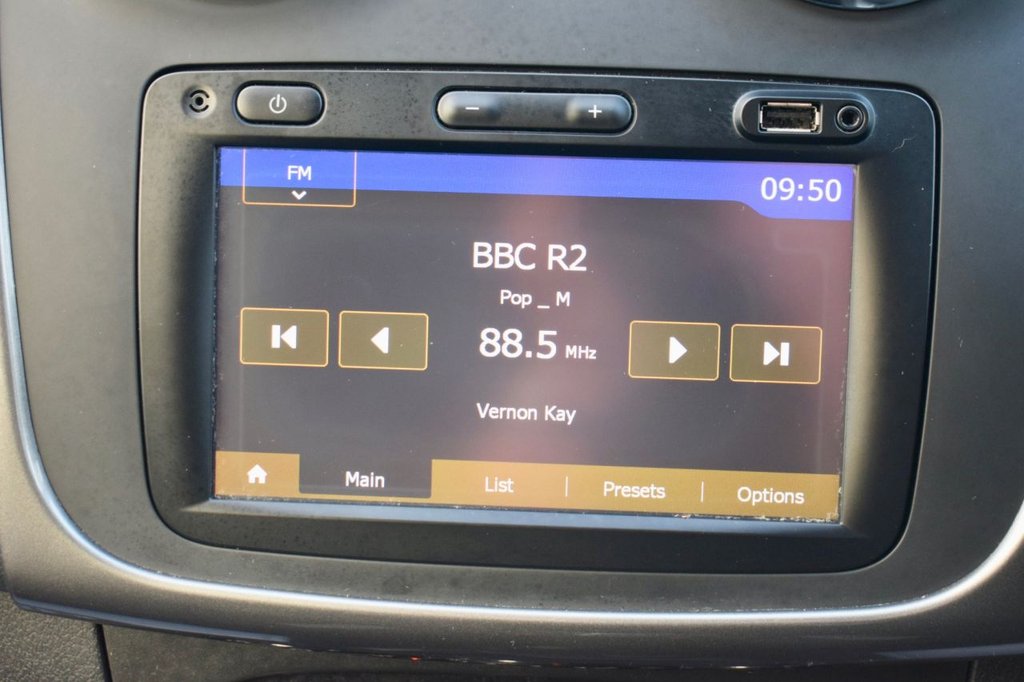 FM
09:50
BBC R2
Pop _ M
88.5 MHz
Vernon Kay
Main
List
Presets
Options